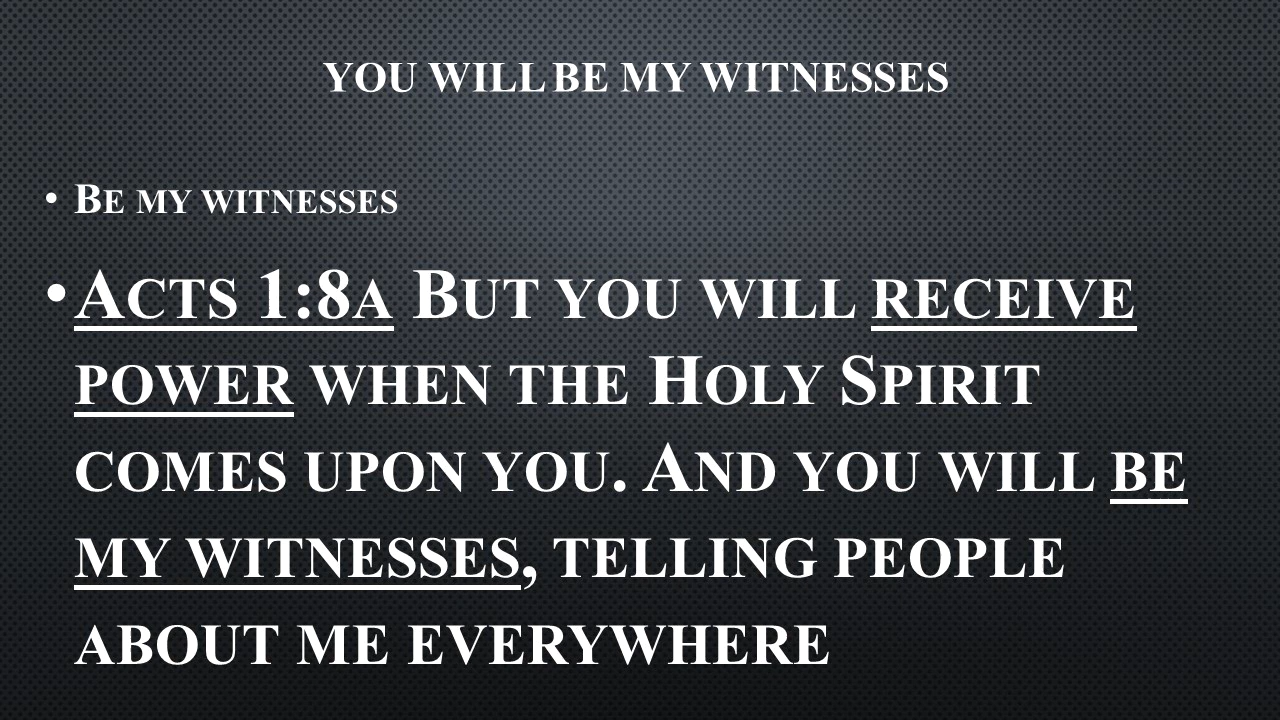 YOU WILL BE MY WITNESSES
• Be my witnesses
• Acts 1:8a But you will receive
power when the Holy Spirit
comes upon you. And you will be
my witnesses, telling people
about me everywhere